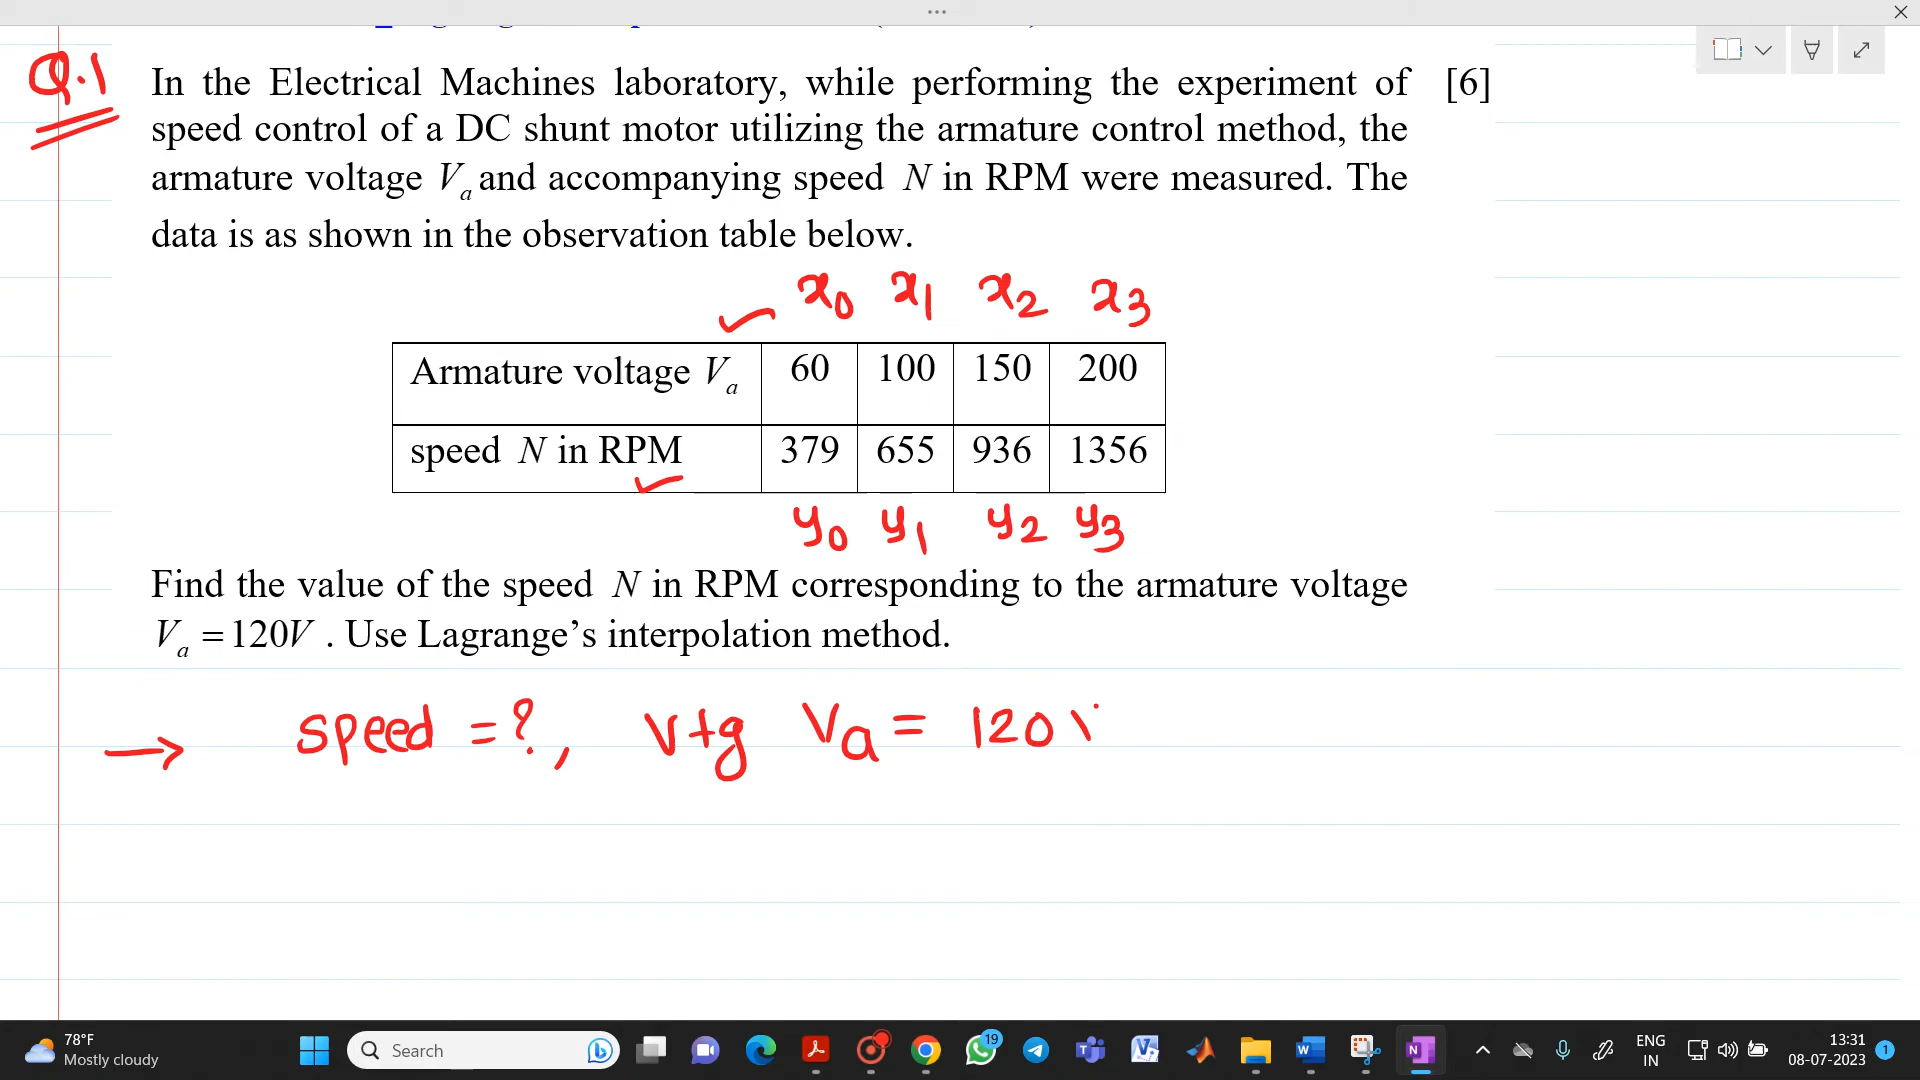 Q.1
In the Electrical Machines laboratory, while performing the experiment of [6]
speed control of a DC shunt motor utilizing the armature control method, the
armature voltage Va and accompanying speed N in RPM were measured. The
data is as shown in the observation table below.
x0 x1 x2 x3
Armature voltage Va 60 100 150 200
speed N in RPM 379 655 936 1356
y0 y1 y2 y3
Find the value of the speed N in RPM corresponding to the armature voltage
Va = 120V . Use Lagrange’s interpolation method.
→ speed = ?, vtg Va = 120
78°F
Mostly cloudy
Search
19
ENG
IN
13:31
08-07-2023
1